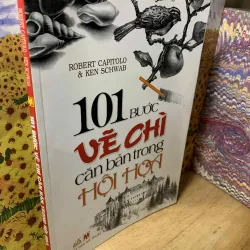 ROBERT CAPITOLO
& KEN SCHWAB
101 BƯỚC
VẼ CHÌ
căn bản trong
HỘI HỌA